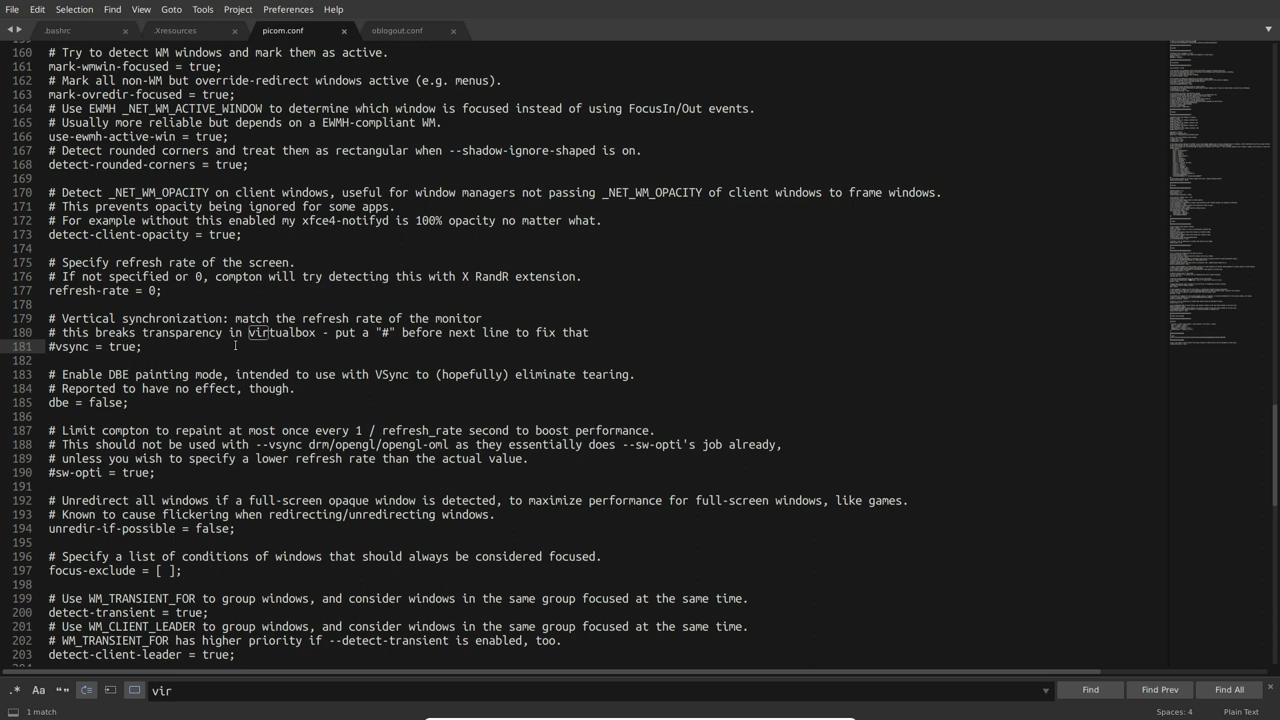 File Edit Selection Find View Goto Tools Project Preferences Help
.bashrc × .Xresources × picom.conf × oblogout.conf ×
160 # Try to detect WM windows and mark them as active.
161 mark-wmwin-focused = true;
162 # Mark all non-WM but override-redirect windows active (e.g. menus).
163 mark-ovredir-focused = true;
164 # Use EWMH _NET_WM_ACTIVE_WINDOW to determine which window is focused instead of using FocusIn/Out events.
165 # Usually more reliable but depends on a EWMH-compliant WM.
166 use-ewmh-active-win = true;
167 # Detect rounded corners and treat them as rectangular when --shadow-ignore-shaped is on.
168 detect-rounded-corners = true;
169
170 # Detect _NET_WM_OPACITY on client windows, useful for window managers not passing _NET_WM_OPACITY of client windows to frame windows.
171 # This prevents opacity being ignored for some apps.
172 # For example without this enabled my xfce4-notifyd is 100% opacity no matter what.
173 detect-client-opacity = true;
174
175 # Specify refresh rate of the screen.
176 # If not specified or 0, compton will try detecting this with X RandR extension.
177 refresh-rate = 0;
178
179 # Vertical synchronization: match the refresh rate of the monitor
180 # this breaks transparency in virtualbox - put a "#" before next line to fix that
181 #vsync = true;
182
183 # Enable DBE painting mode, intended to use with VSync to (hopefully) eliminate tearing.
184 # Reported to have no effect, though.
185 dbe = false;
186
187 # Limit compton to repaint at most once every 1 / refresh_rate second to boost performance.
188 # This should not be used with --vsync drm/opengl/opengl-oml as they essentially does --sw-opti's job already,
189 # unless you wish to specify a lower refresh rate than the actual value.
190 #sw-opti = true;
191
192 # Unredirect all windows if a full-screen opaque window is detected, to maximize performance for full-screen windows, like games.
193 # Known to cause flickering when redirecting/unredirecting windows.
194 unredir-if-possible = false;
195
196 # Specify a list of conditions of windows that should always be considered focused.
197 focus-exclude = [ ];
198
199 # Use WM_TRANSIENT_FOR to group windows, and consider windows in the same group focused at the same time.
200 detect-transient = true;
201 # Use WM_CLIENT_LEADER to group windows, and consider windows in the same group focused at the same time.
202 # WM_TRANSIENT_FOR has higher priority if --detect-transient is enabled, too.
203 detect-client-leader = true;
.* Aa “” vir Find Find Prev Find All ×
1 match Spaces: 4 Plain Text